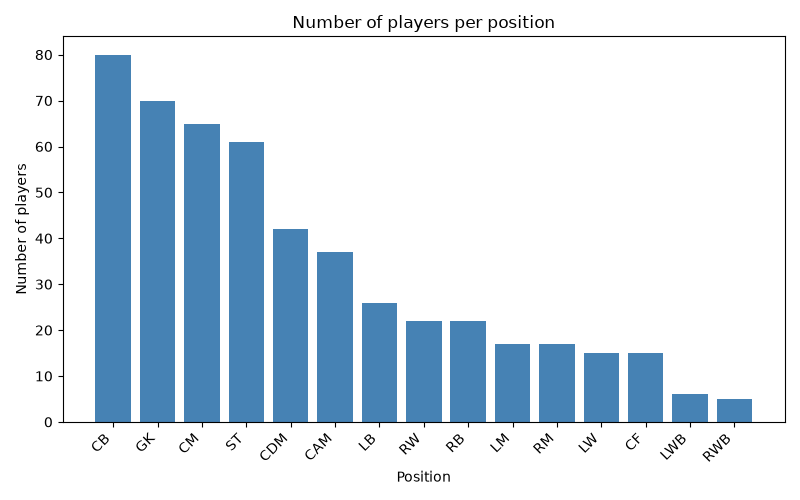 Number of players per position
Number of players
80
70
60
50
40
30
20
10
0
CB GK CM ST CDM CAM LB RW RB LM RM LW CF LWB RWB
Position